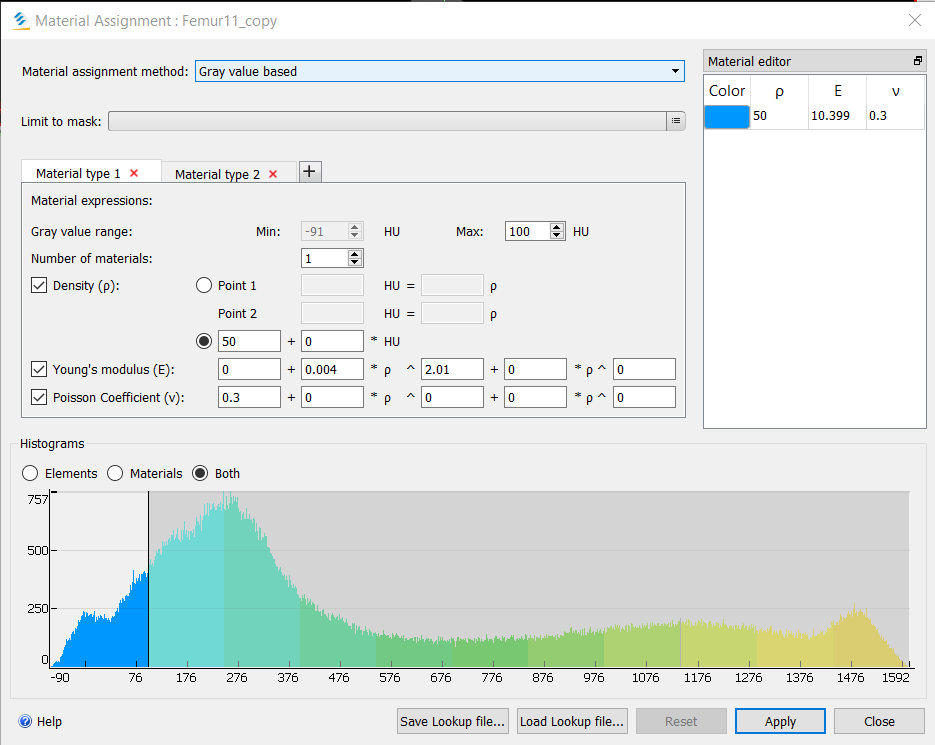 Material Assignment : Femur11_copy
Material assignment method: Gray value based
Limit to mask:
Material type 1 Material type 2 +
Material expressions:
Gray value range: Min: -91 HU Max: 100 HU
Number of materials: 1
Density (ρ): Point 1 HU = ρ
Point 2 HU = ρ
50 + 0 * HU
Young's modulus (E): 0 + 0.004 * ρ ^ 2.01 + 0 * ρ ^ 0
Poisson Coefficient (ν): 0.3 + 0 * ρ ^ 0 + 0 * ρ ^ 0
Material editor
Color ρ E ν
50 10.399 0.3
Histograms
Elements Materials Both
757
500
250
0
-90 76 176 276 376 476 576 676 776 876 976 1076 1176 1276 1376 1476 1592
Help Save Lookup file... Load Lookup file... Reset Apply Close